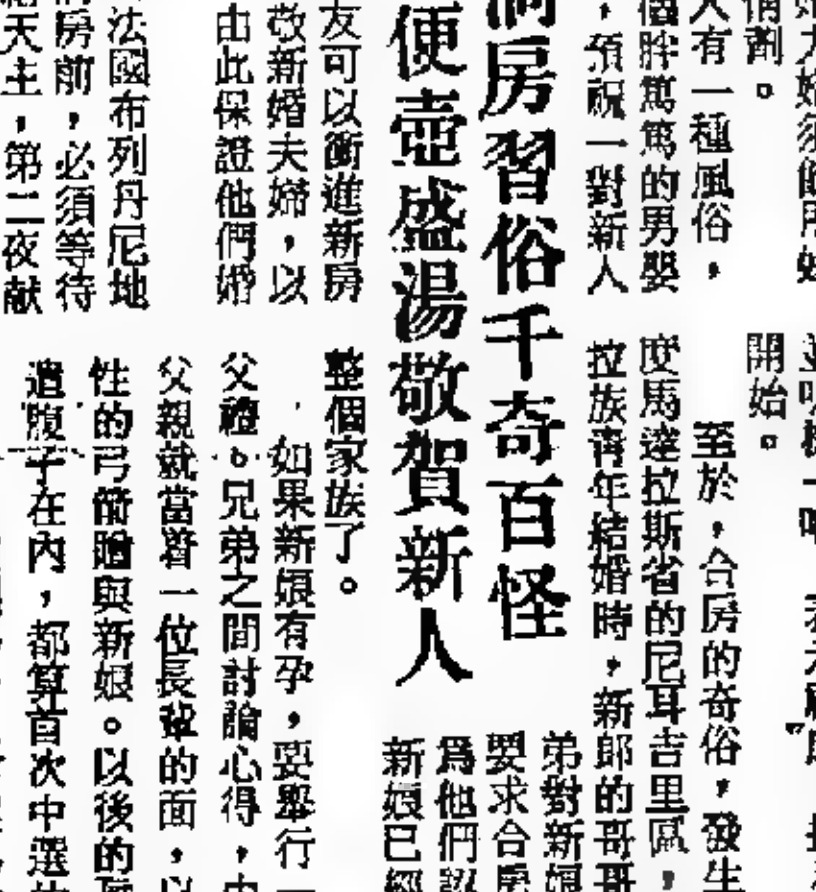 劑。
人有一種風俗，
個胖篤篤的男嬰
，預祝一對新人
洞房習俗千奇百怪
便壺盛湯敬賀新人
友可以衝進新房
敬新婚夫婦，以
由此保證他們婚
法國布列丹尼地
房前，必須等待
天主，第二夜献
開始。
至於，合房的奇俗，發生
度馬達拉斯省的尼耳吉里區，
拉族青年結婚時，新郎的哥哥
弟對新娘
要求合房
爲他們認
新娘已經
整個家族了。
如果新娘有孕，要舉行一
父禮。兄弟之間討論心得，由
父親就當着一位長輩的面，以
性的弓箭贈與新娘。以後的
遺腹子在內，都算首次中選